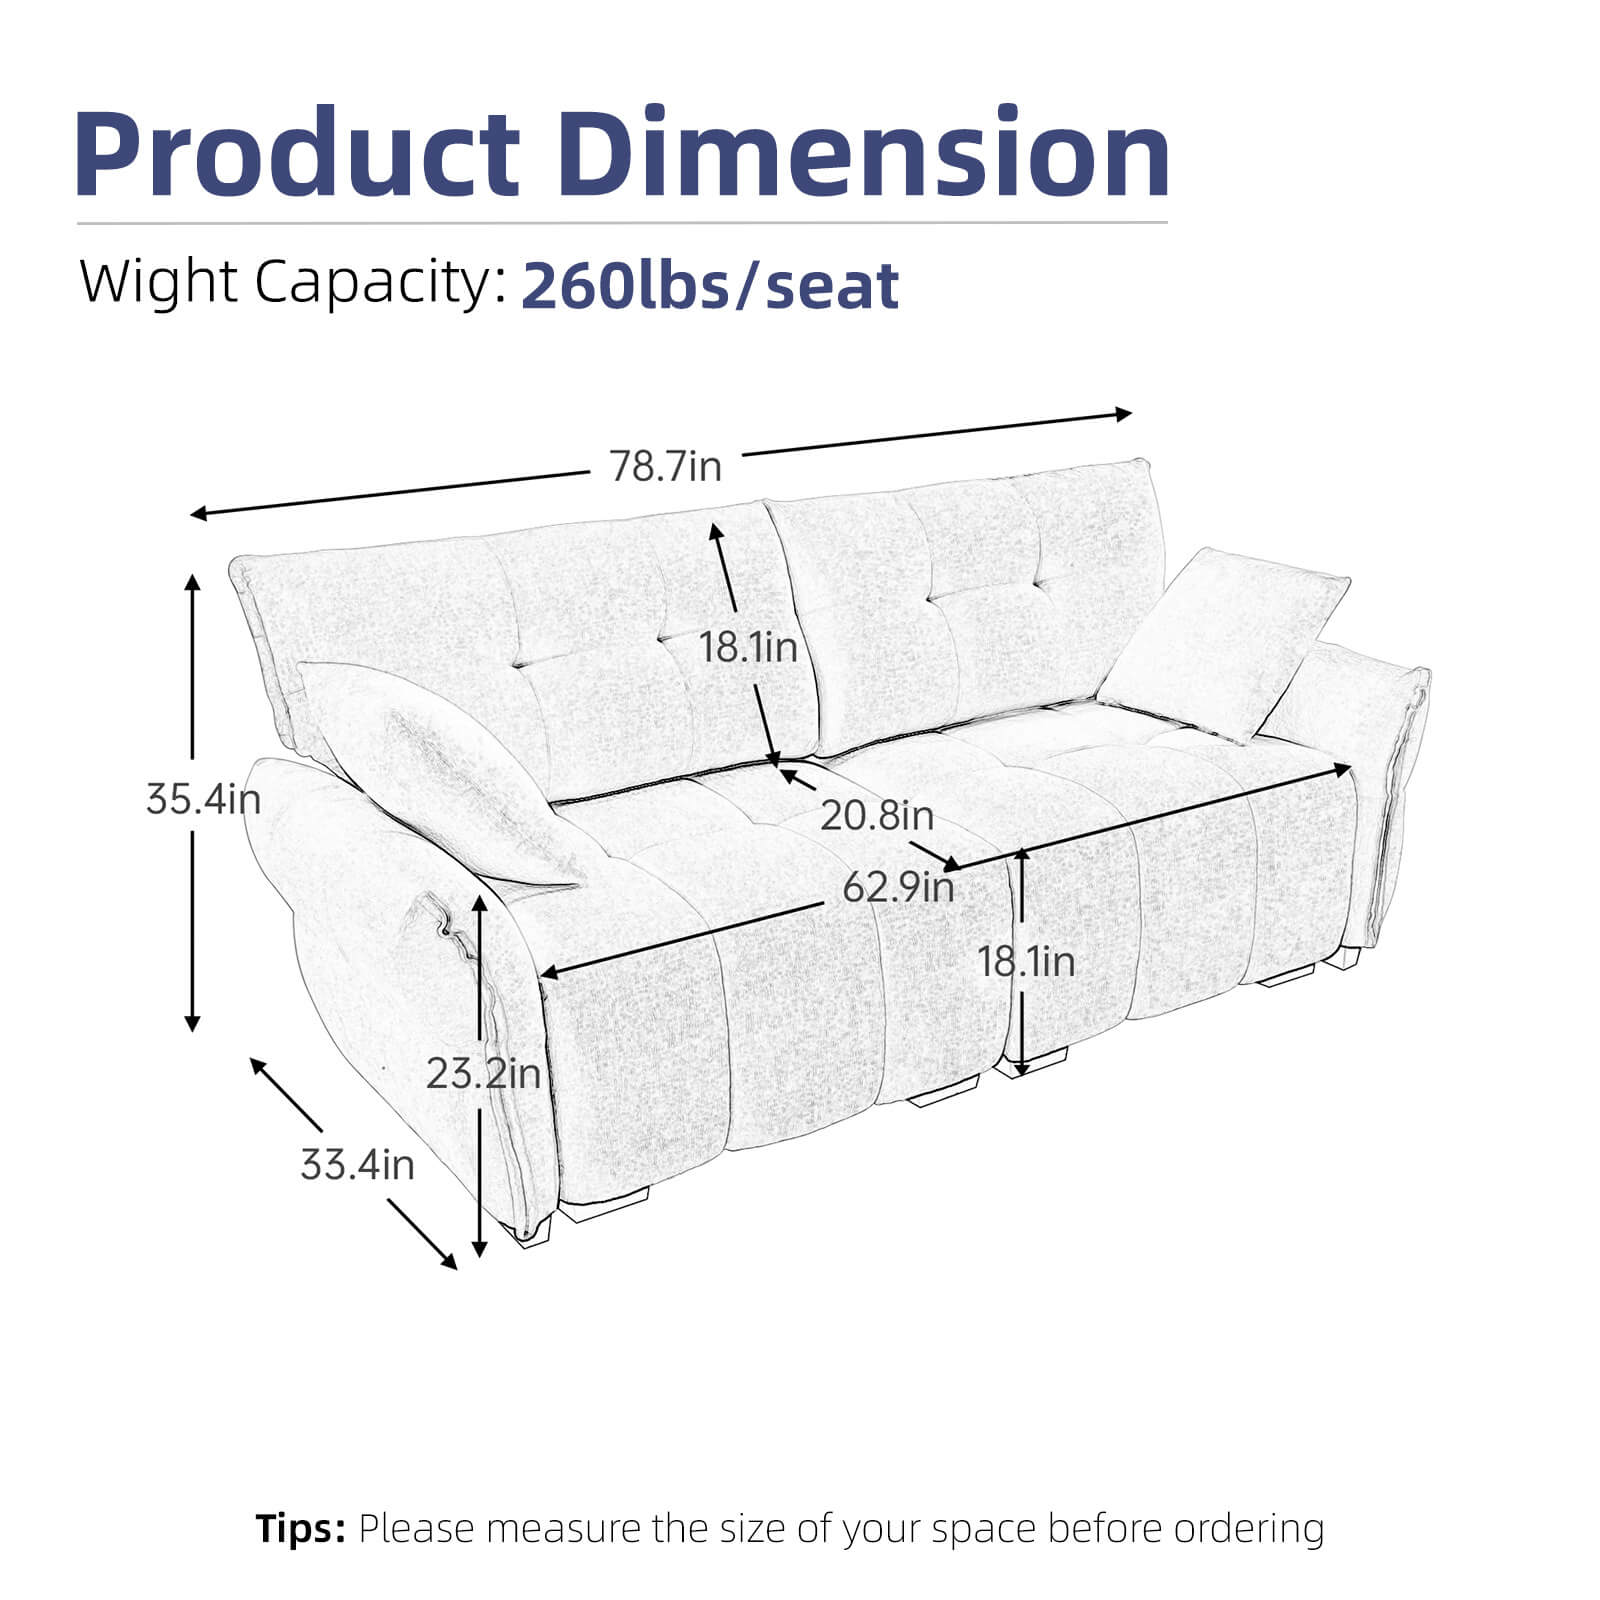 Product Dimension
Wight Capacity: 260lbs/seat
78.7in
18.1in
35.4in
20.8in
62.9in
18.1in
23.2in
33.4in
Tips: Please measure the size of your space before ordering